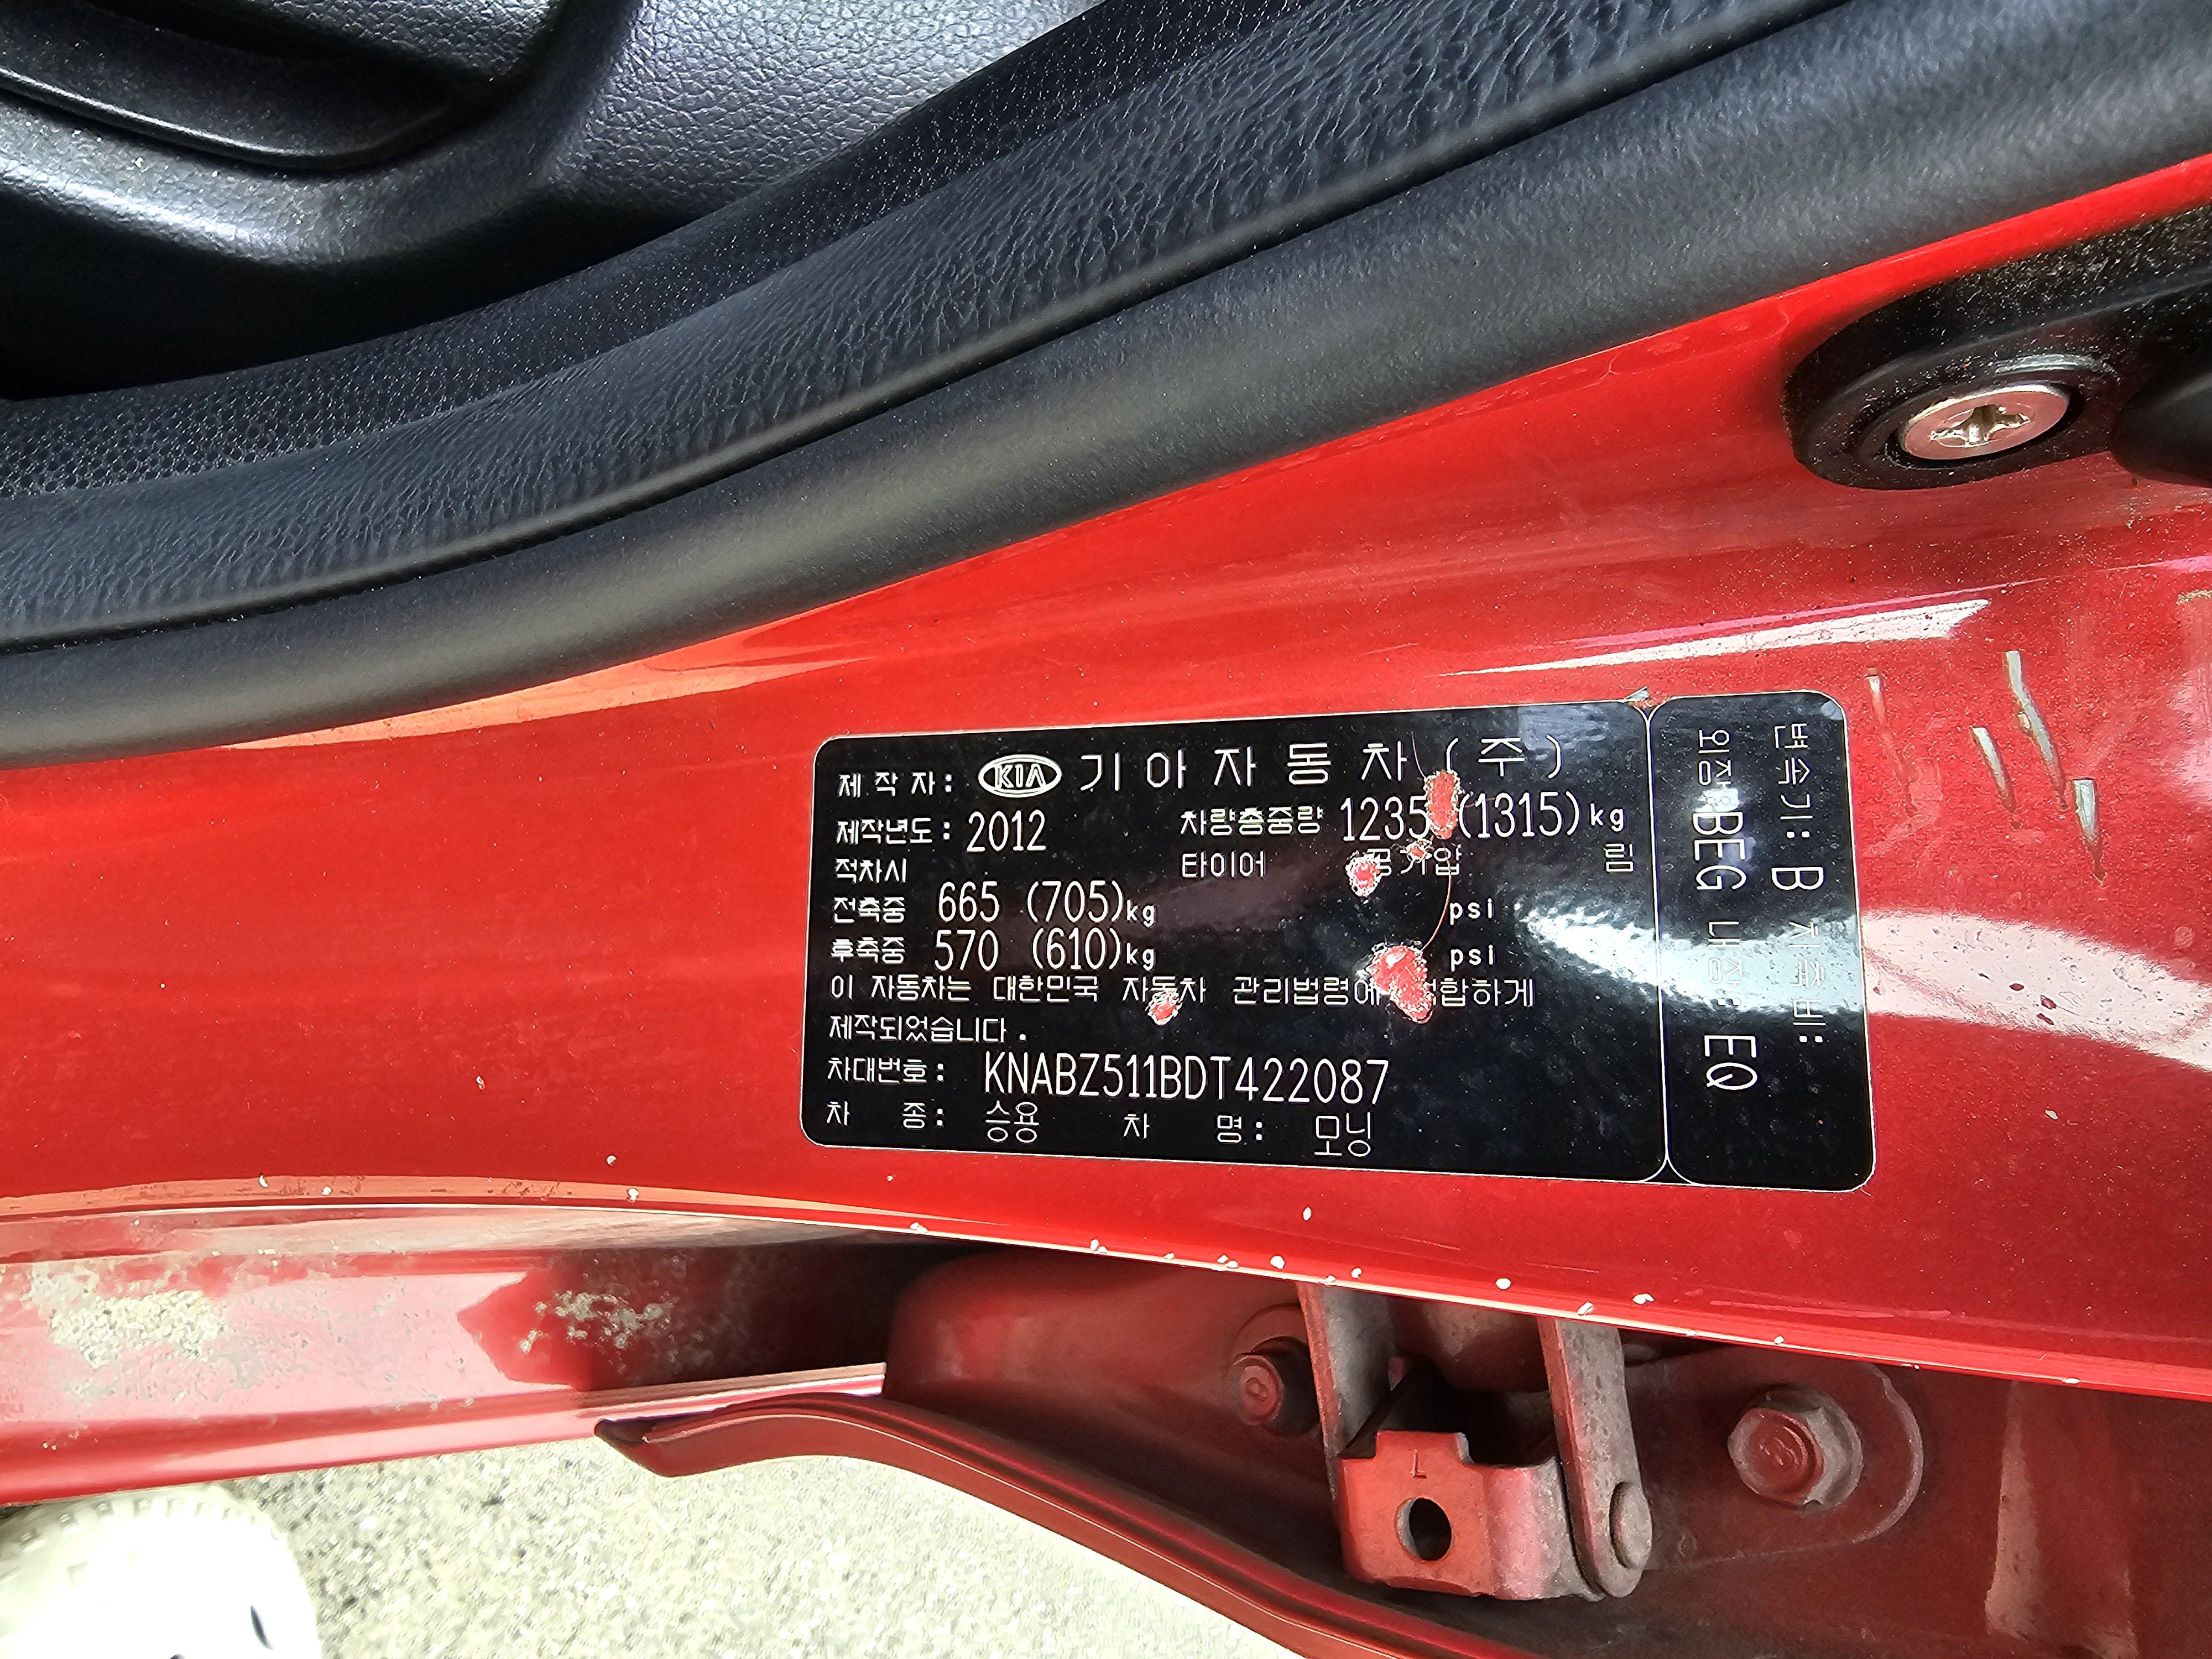 제 작 자: KIA 기 아 자 동 차 ( 주 )
제작년도: 2012 차량총중량 1235 (1315)kg
적차시 타이어 공기압 림
전축중 665 (705)kg psi
후축중 570 (610)kg psi
이 자동차는 대한민국 자동차 관리법령에 적합하게
제작되었습니다.
차대번호: KNABZ511BDT422087
차 종: 승용 차 명: 모닝
변속기: B 차축비:
외장: BEG 내장: EQ
L